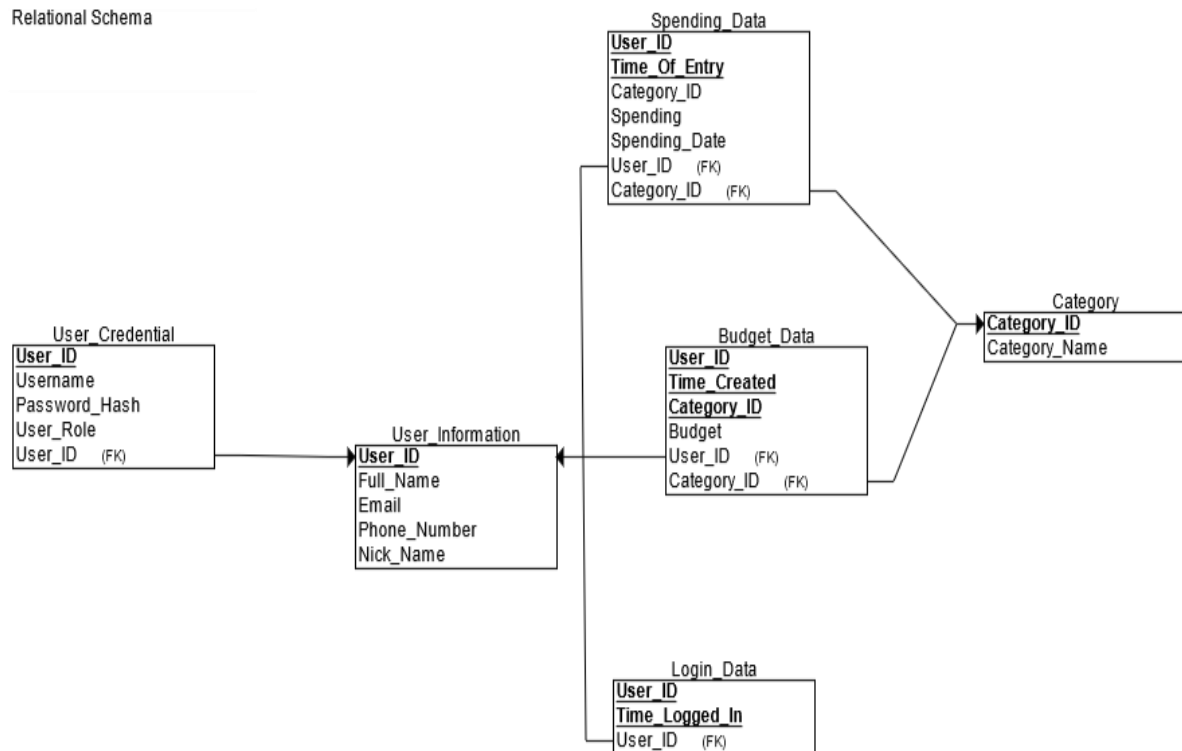 Relational Schema
Spending_Data
User_ID
Time_Of_Entry
Category_ID
Spending
Spending_Date
User_ID (FK)
Category_ID (FK)
Category
Category_ID
Category_Name
User_Credential
User_ID
Username
Password_Hash
User_Role
User_ID (FK)
Budget_Data
User_ID
Time_Created
Category_ID
Budget
User_ID (FK)
Category_ID (FK)
User_Information
User_ID
Full_Name
Email
Phone_Number
Nick_Name
Login_Data
User_ID
Time_Logged_In
User_ID (FK)